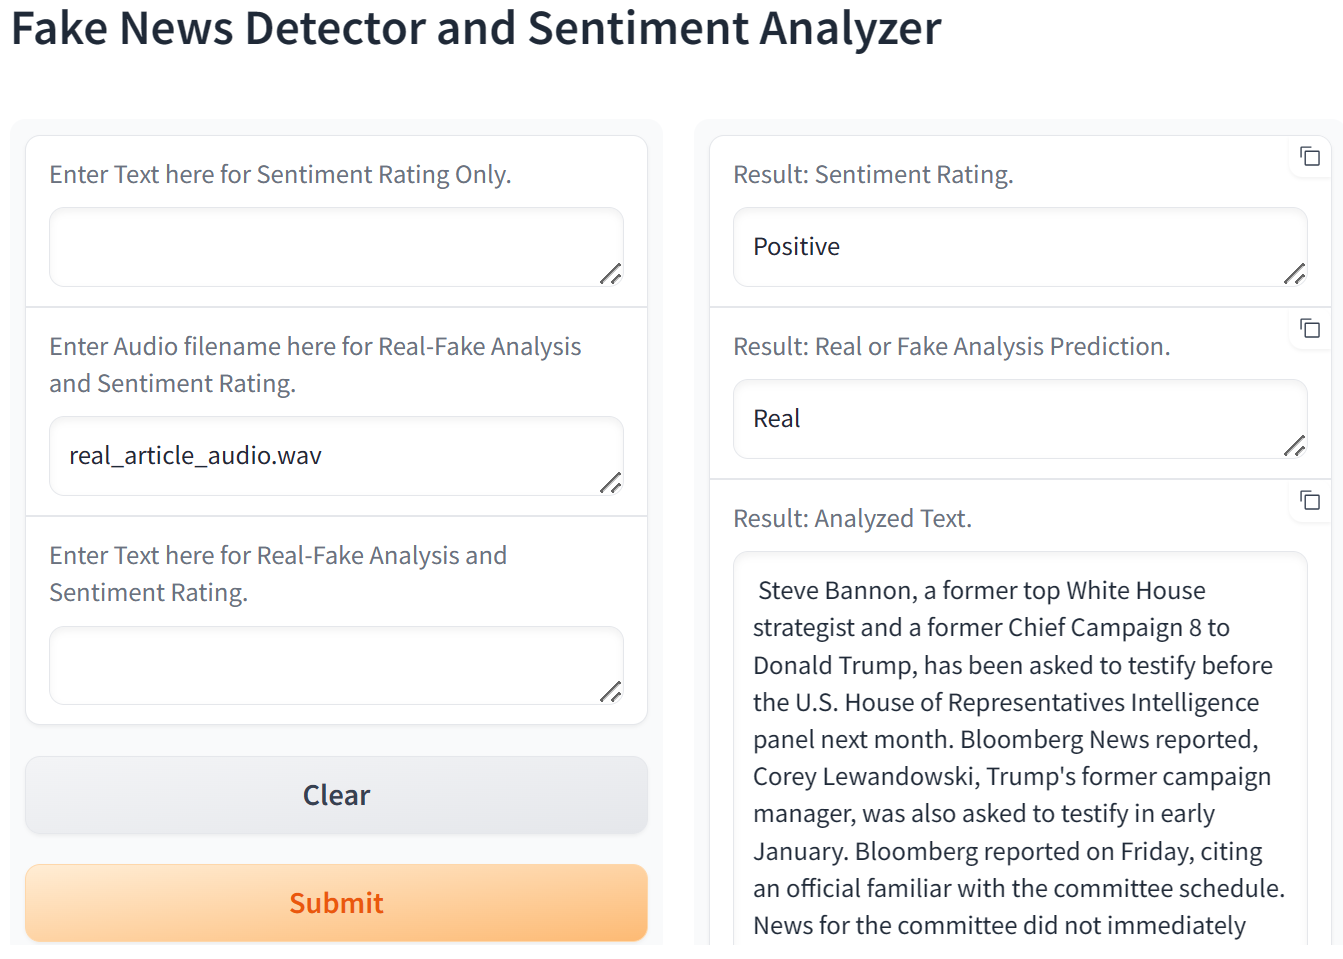 Fake News Detector and Sentiment Analyzer
Enter Text here for Sentiment Rating Only.
Enter Audio filename here for Real-Fake Analysis
and Sentiment Rating.
real_article_audio.wav
Enter Text here for Real-Fake Analysis and
Sentiment Rating.
Clear
Submit
Result: Sentiment Rating.
Positive
Result: Real or Fake Analysis Prediction.
Real
Result: Analyzed Text.
Steve Bannon, a former top White House
strategist and a former Chief Campaign 8 to
Donald Trump, has been asked to testify before
the U.S. House of Representatives Intelligence
panel next month. Bloomberg News reported,
Corey Lewandowski, Trump's former campaign
manager, was also asked to testify in early
January. Bloomberg reported on Friday, citing
an official familiar with the committee schedule.
News for the committee did not immediately